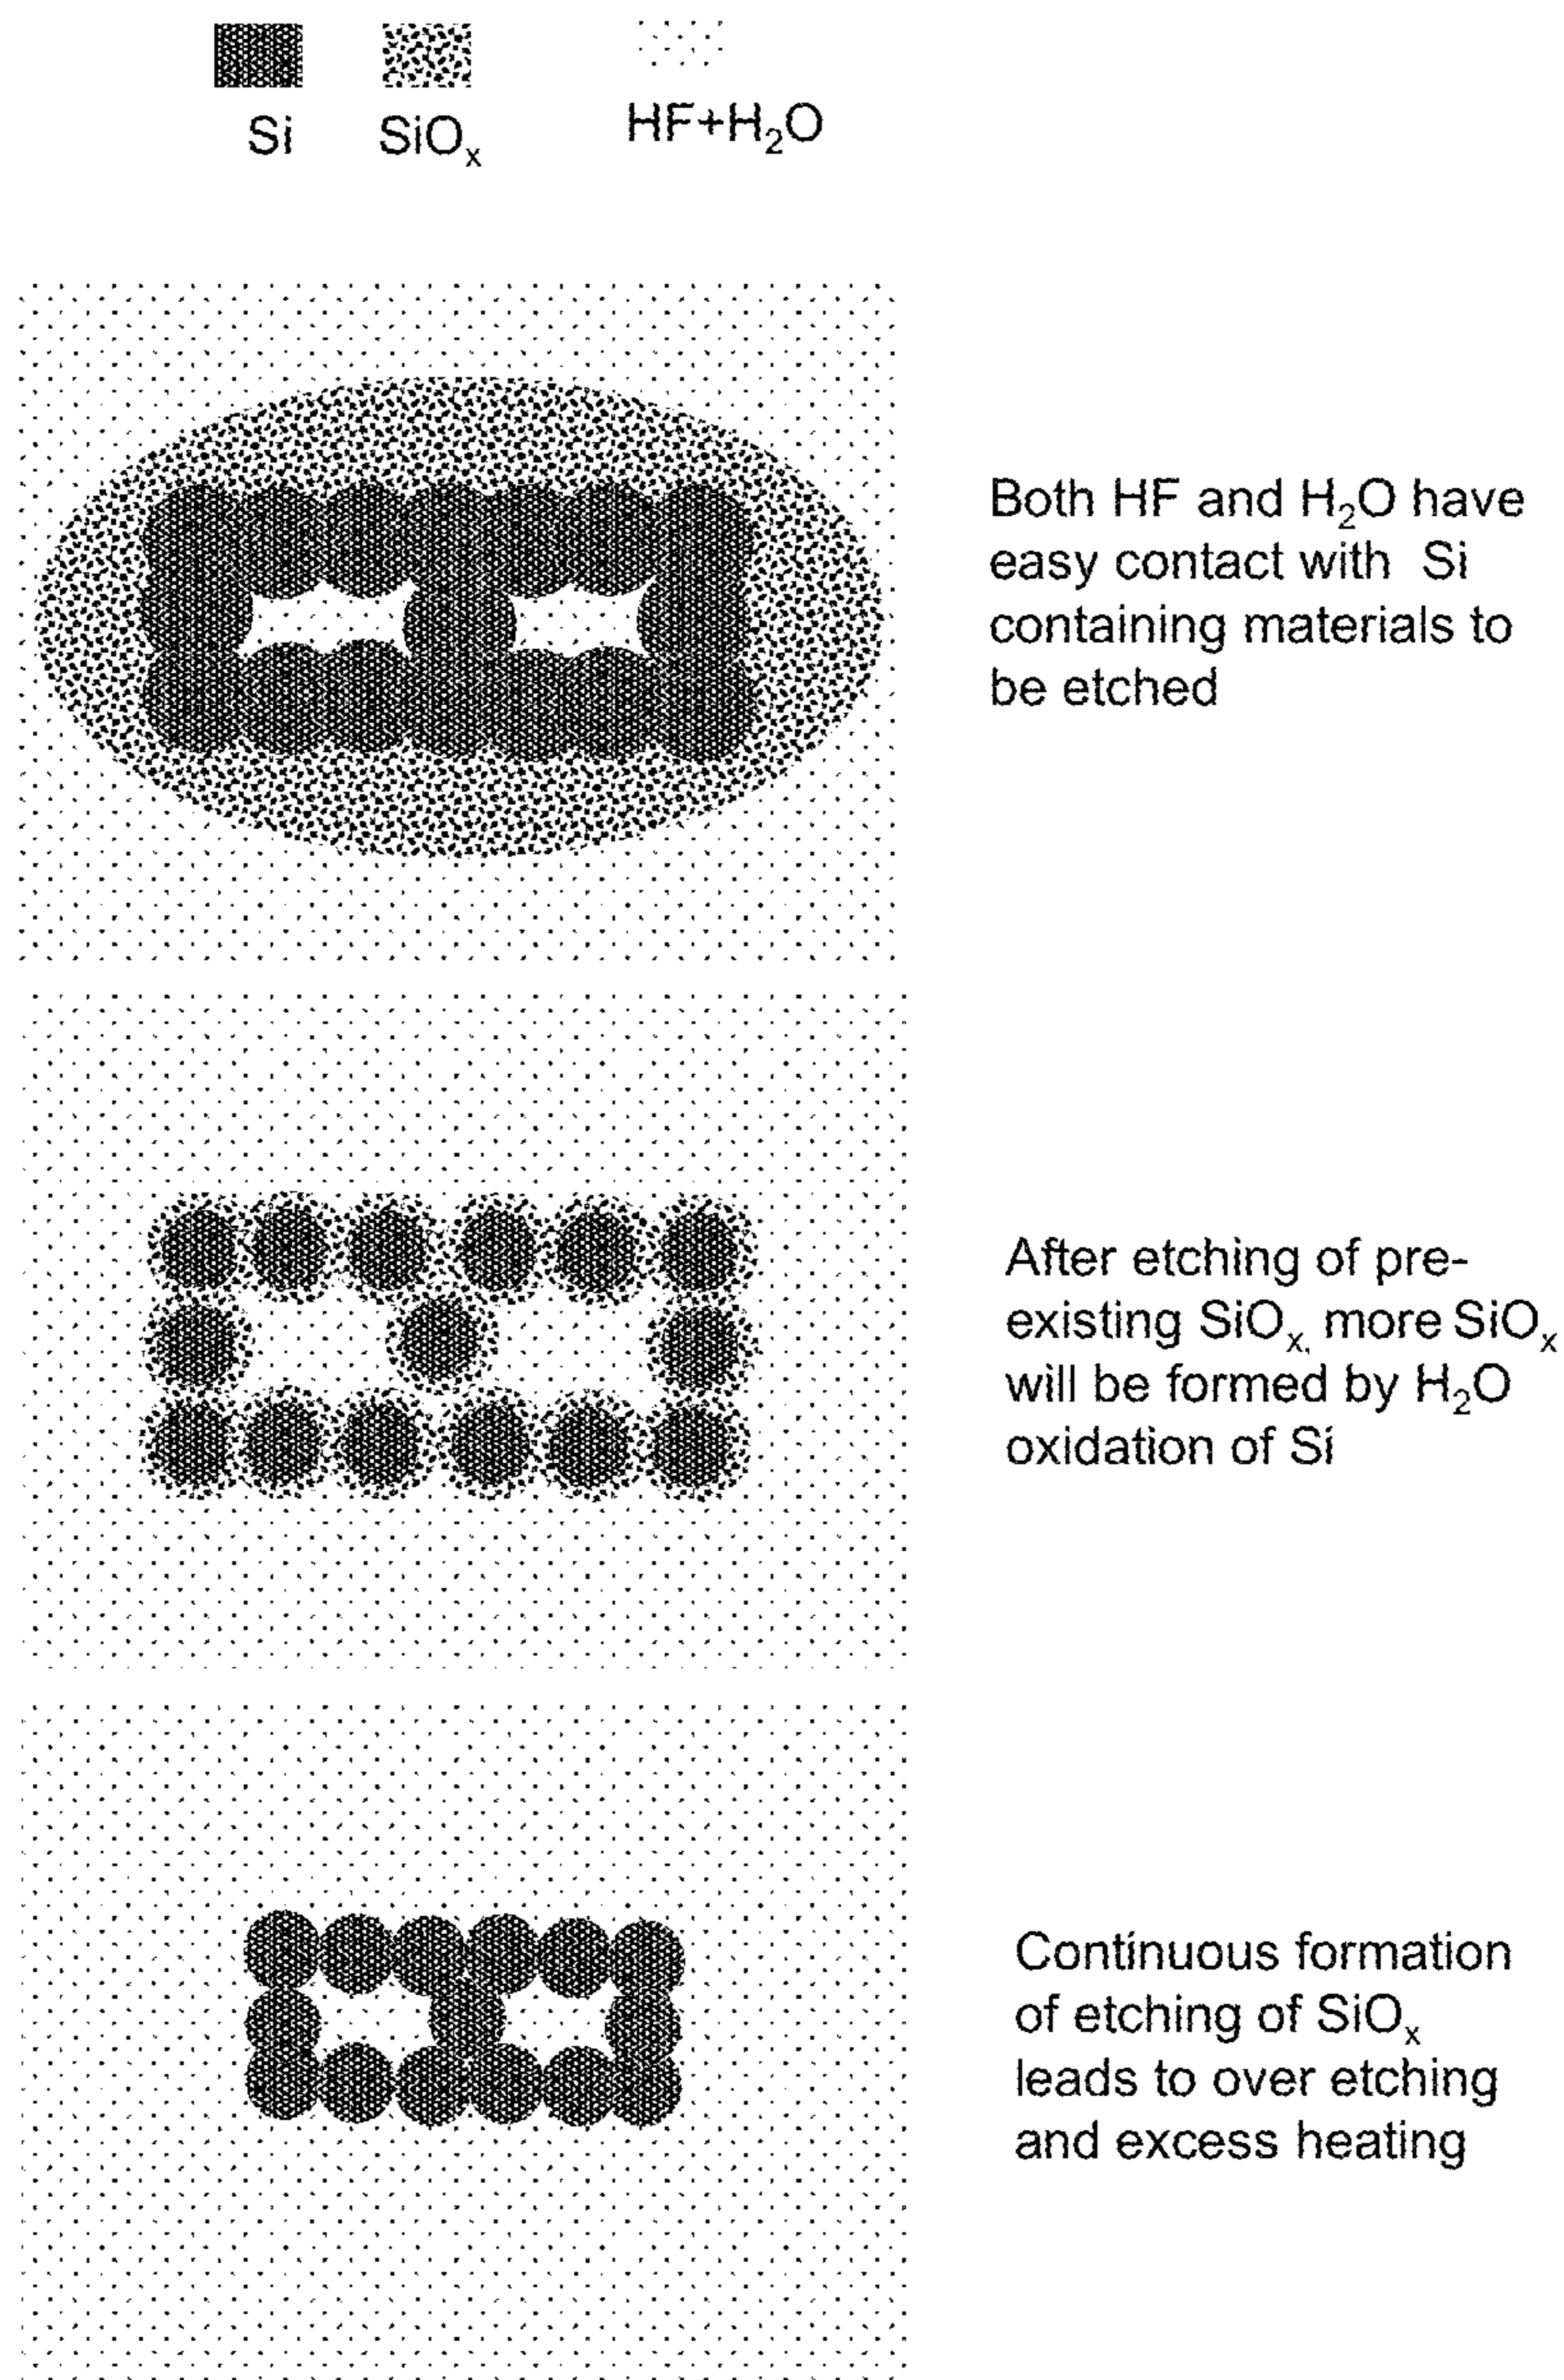 Si SiOₓ HF+H₂O
Both HF and H₂O have
easy contact with Si
containing materials to
be etched
After etching of pre-
existing SiOₓ, more SiOₓ
will be formed by H₂O
oxidation of Si
Continuous formation
of etching of SiOₓ
leads to over etching
and excess heating